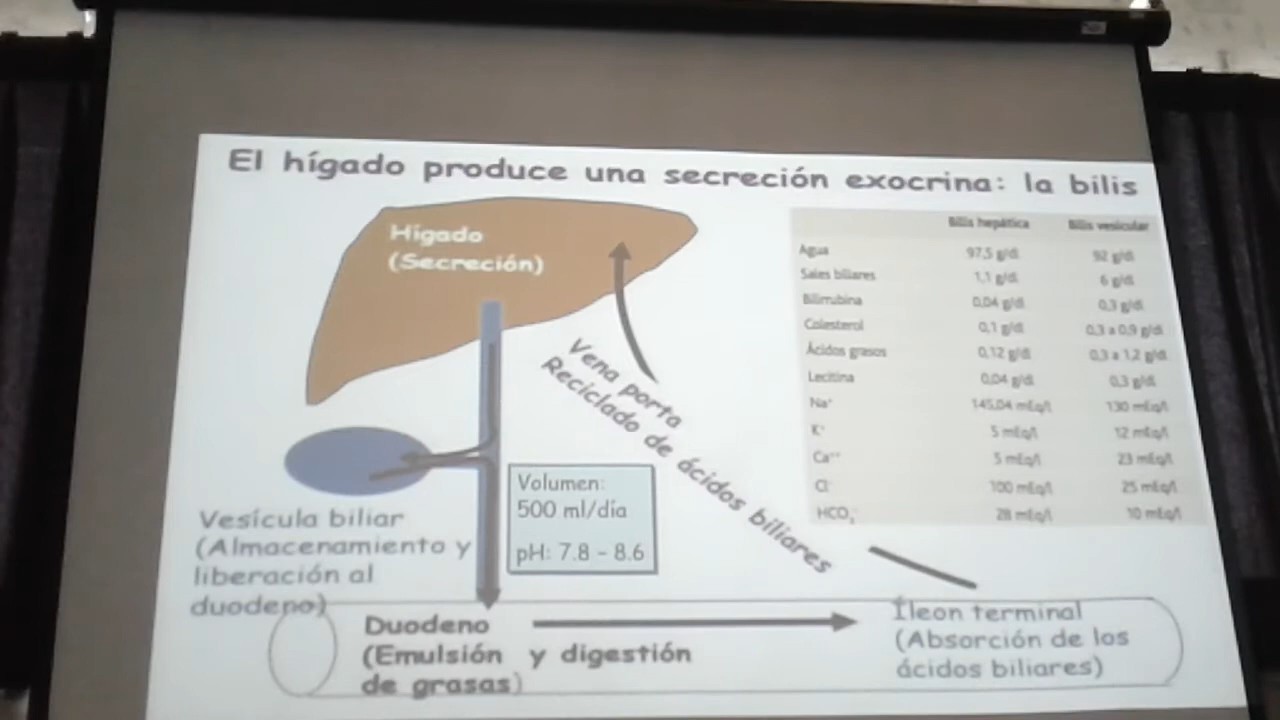 El hígado produce una secreción exocrina: la bilis
Hígado
(Secreción)
Vena porta
Reciclado de ácidos biliares
Volumen:
500 ml/día
pH: 7.8 - 8.6
Vesícula biliar
(Almacenamiento y
liberación al
duodeno)
Duodeno
(Emulsión y digestión
de grasas)
Íleon terminal
(Absorción de los
ácidos biliares)
Bilis hepática Bilis vesicular
Agua 97,5 g/dl 92 g/dl
Sales biliares 1,1 g/dl 6 g/dl
Bilirrubina 0,04 g/dl 0,3 g/dl
Colesterol 0,1 g/dl 0,3 a 0,9 g/dl
Ácidos grasos 0,12 g/dl 0,3 a 1,2 g/dl
Lecitina 0,04 g/dl 0,3 g/dl
Na⁺ 145,04 mEq/l 130 mEq/l
K⁺ 5 mEq/l 12 mEq/l
Ca⁺⁺ 5 mEq/l 23 mEq/l
Cl⁻ 100 mEq/l 25 mEq/l
HCO₃⁻ 28 mEq/l 10 mEq/l